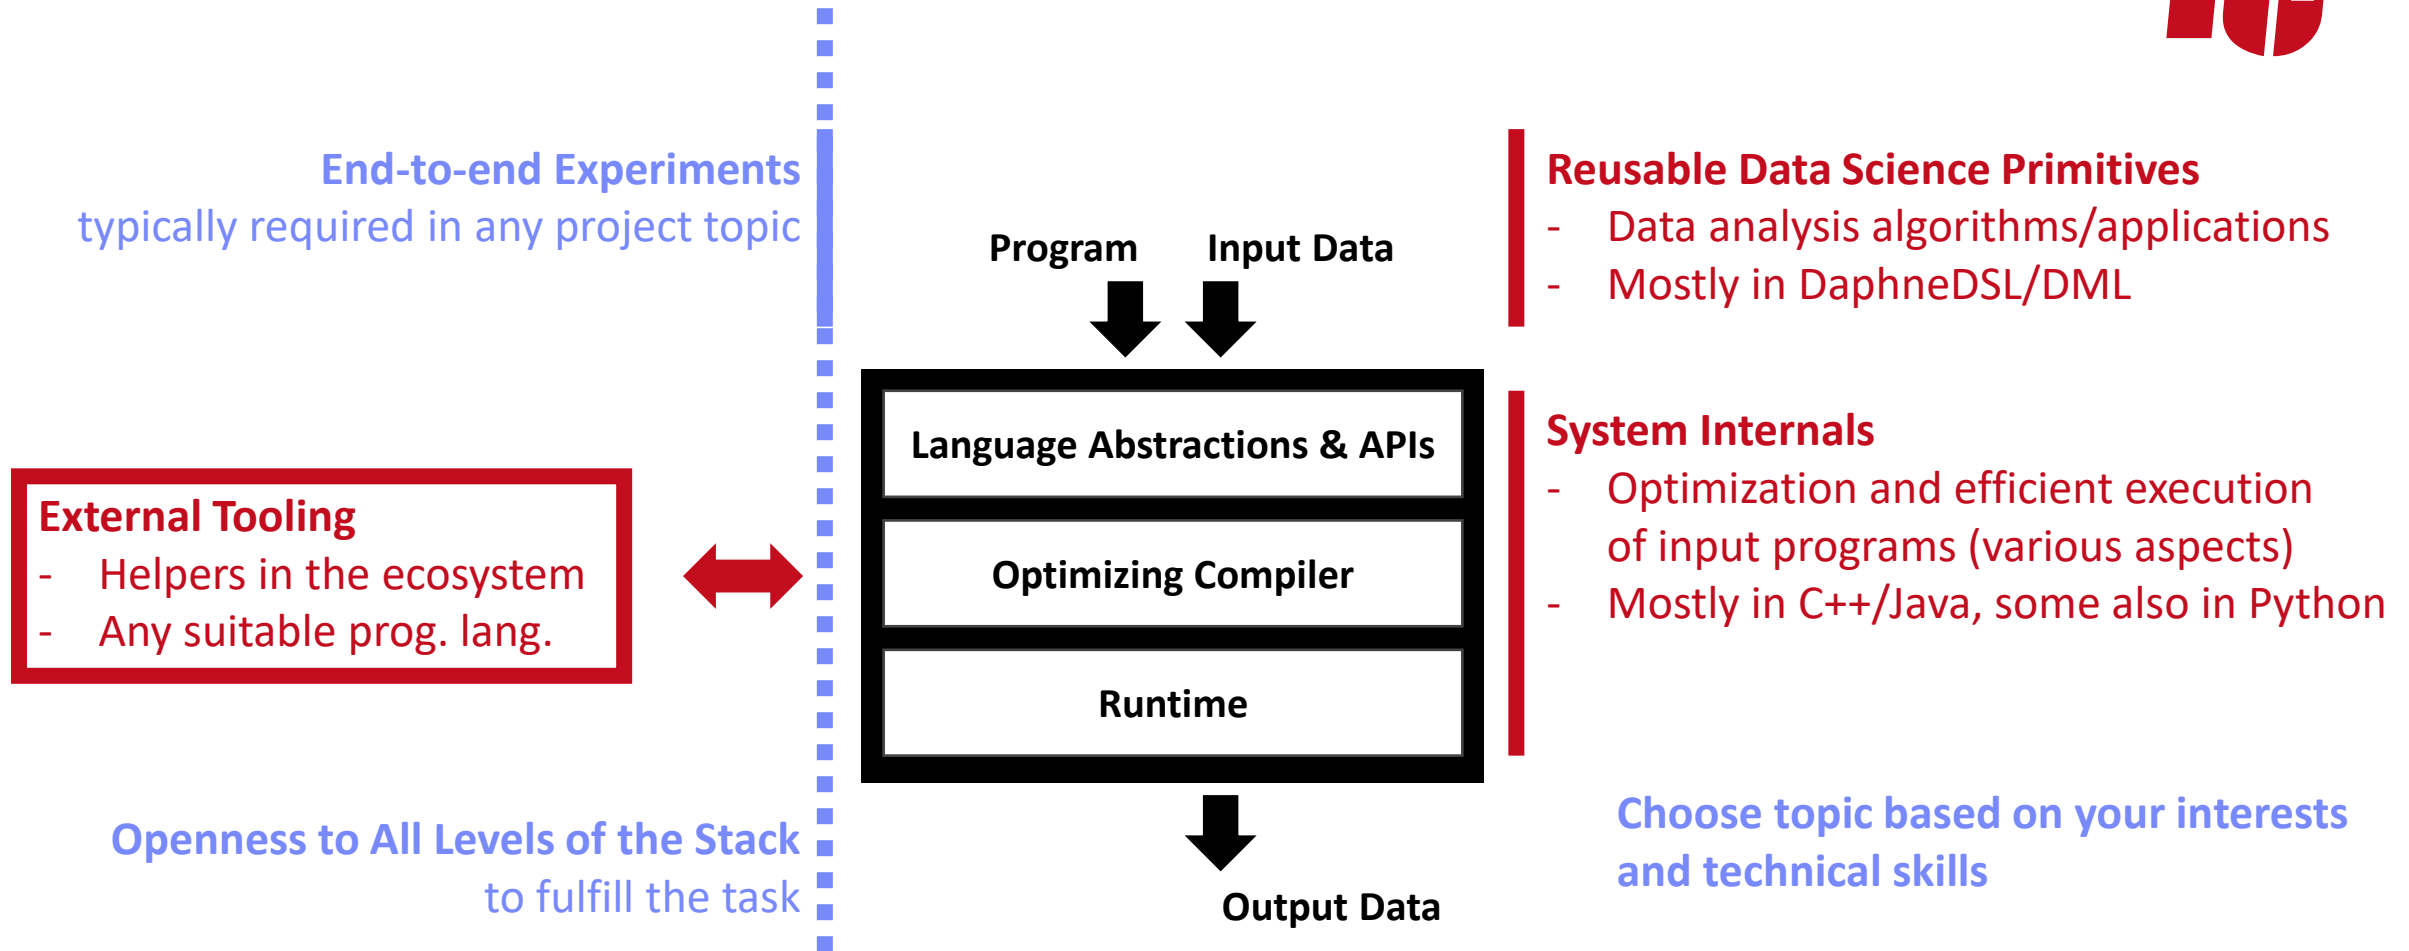 End-to-end Experiments
typically required in any project topic
External Tooling
- Helpers in the ecosystem
- Any suitable prog. lang.
Openness to All Levels of the Stack
to fulfill the task
Program
Input Data
Language Abstractions & APIs
Optimizing Compiler
Runtime
Output Data
Reusable Data Science Primitives
- Data analysis algorithms/applications
- Mostly in DaphneDSL/DML
System Internals
- Optimization and efficient execution
of input programs (various aspects)
- Mostly in C++/Java, some also in Python
Choose topic based on your interests
and technical skills